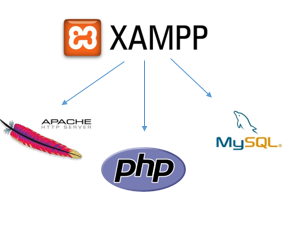 XAMPP
APACHE
HTTP SERVER
php
MySQL®